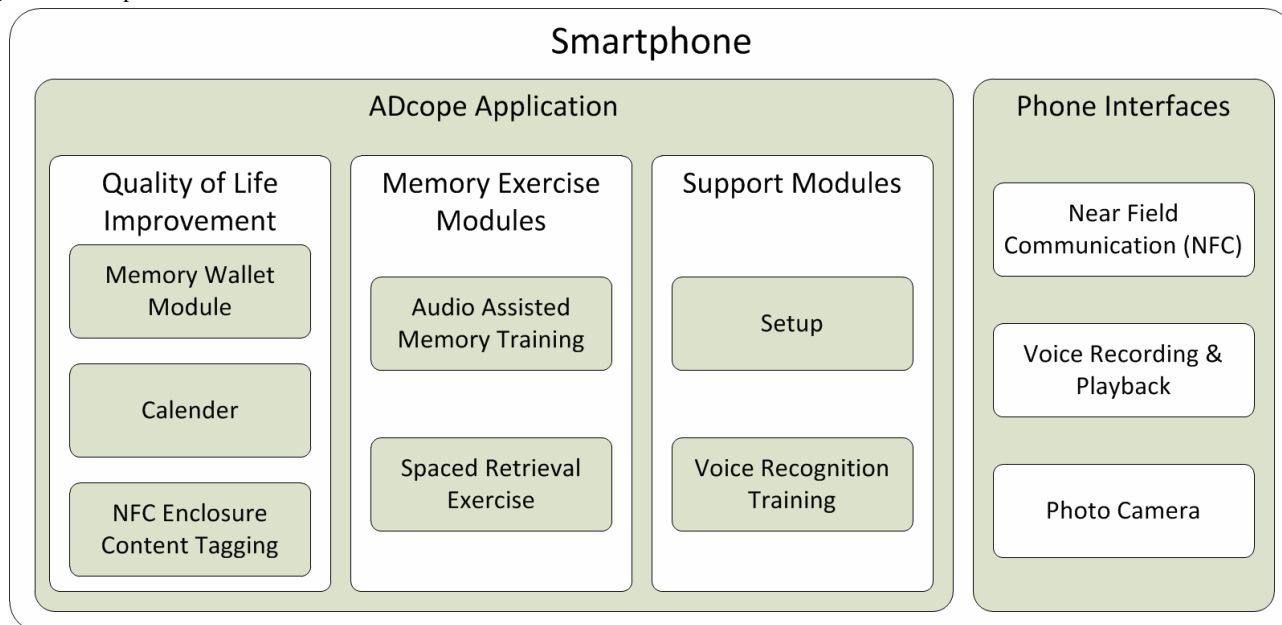 Smartphone
ADcope Application
Quality of Life
Improvement
Memory Wallet
Module
Calender
NFC Enclosure
Content Tagging
Memory Exercise
Modules
Audio Assisted
Memory Training
Spaced Retrieval
Exercise
Support Modules
Setup
Voice Recognition
Training
Phone Interfaces
Near Field
Communication (NFC)
Voice Recording &
Playback
Photo Camera